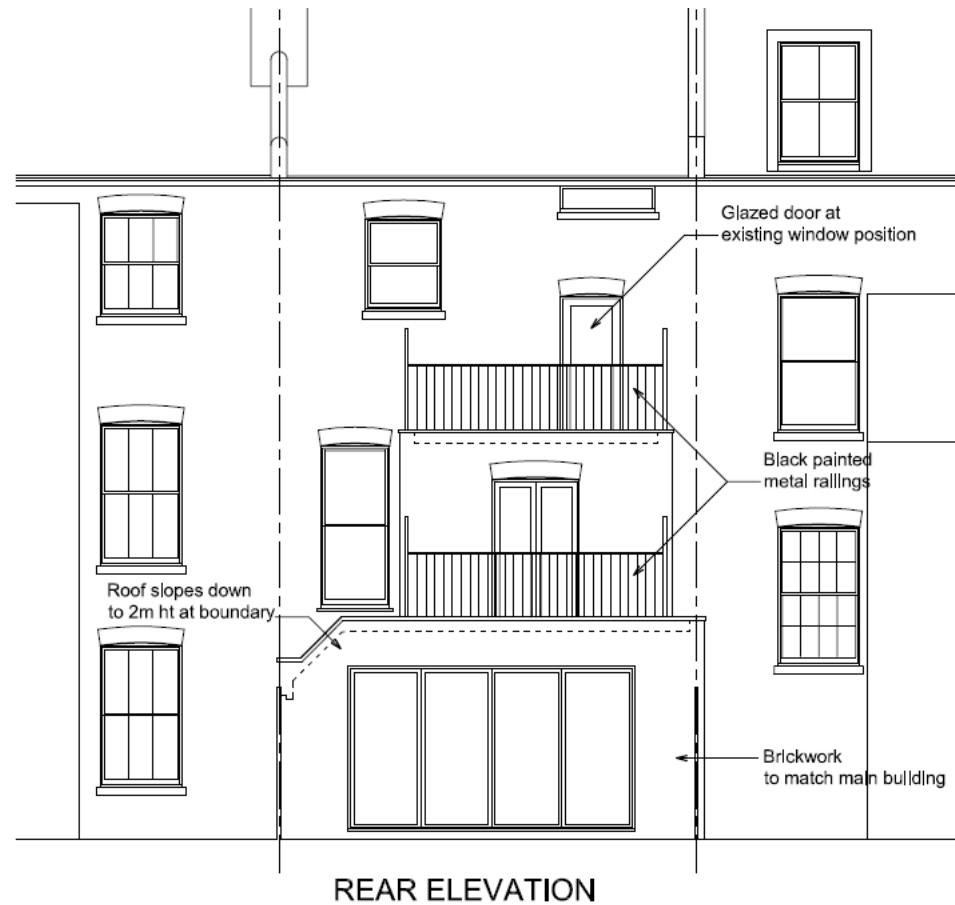 Glazed door at
existing window position
Black painted
metal railings
Roof slopes down
to 2m ht at boundary
Brickwork
to match main building
REAR ELEVATION